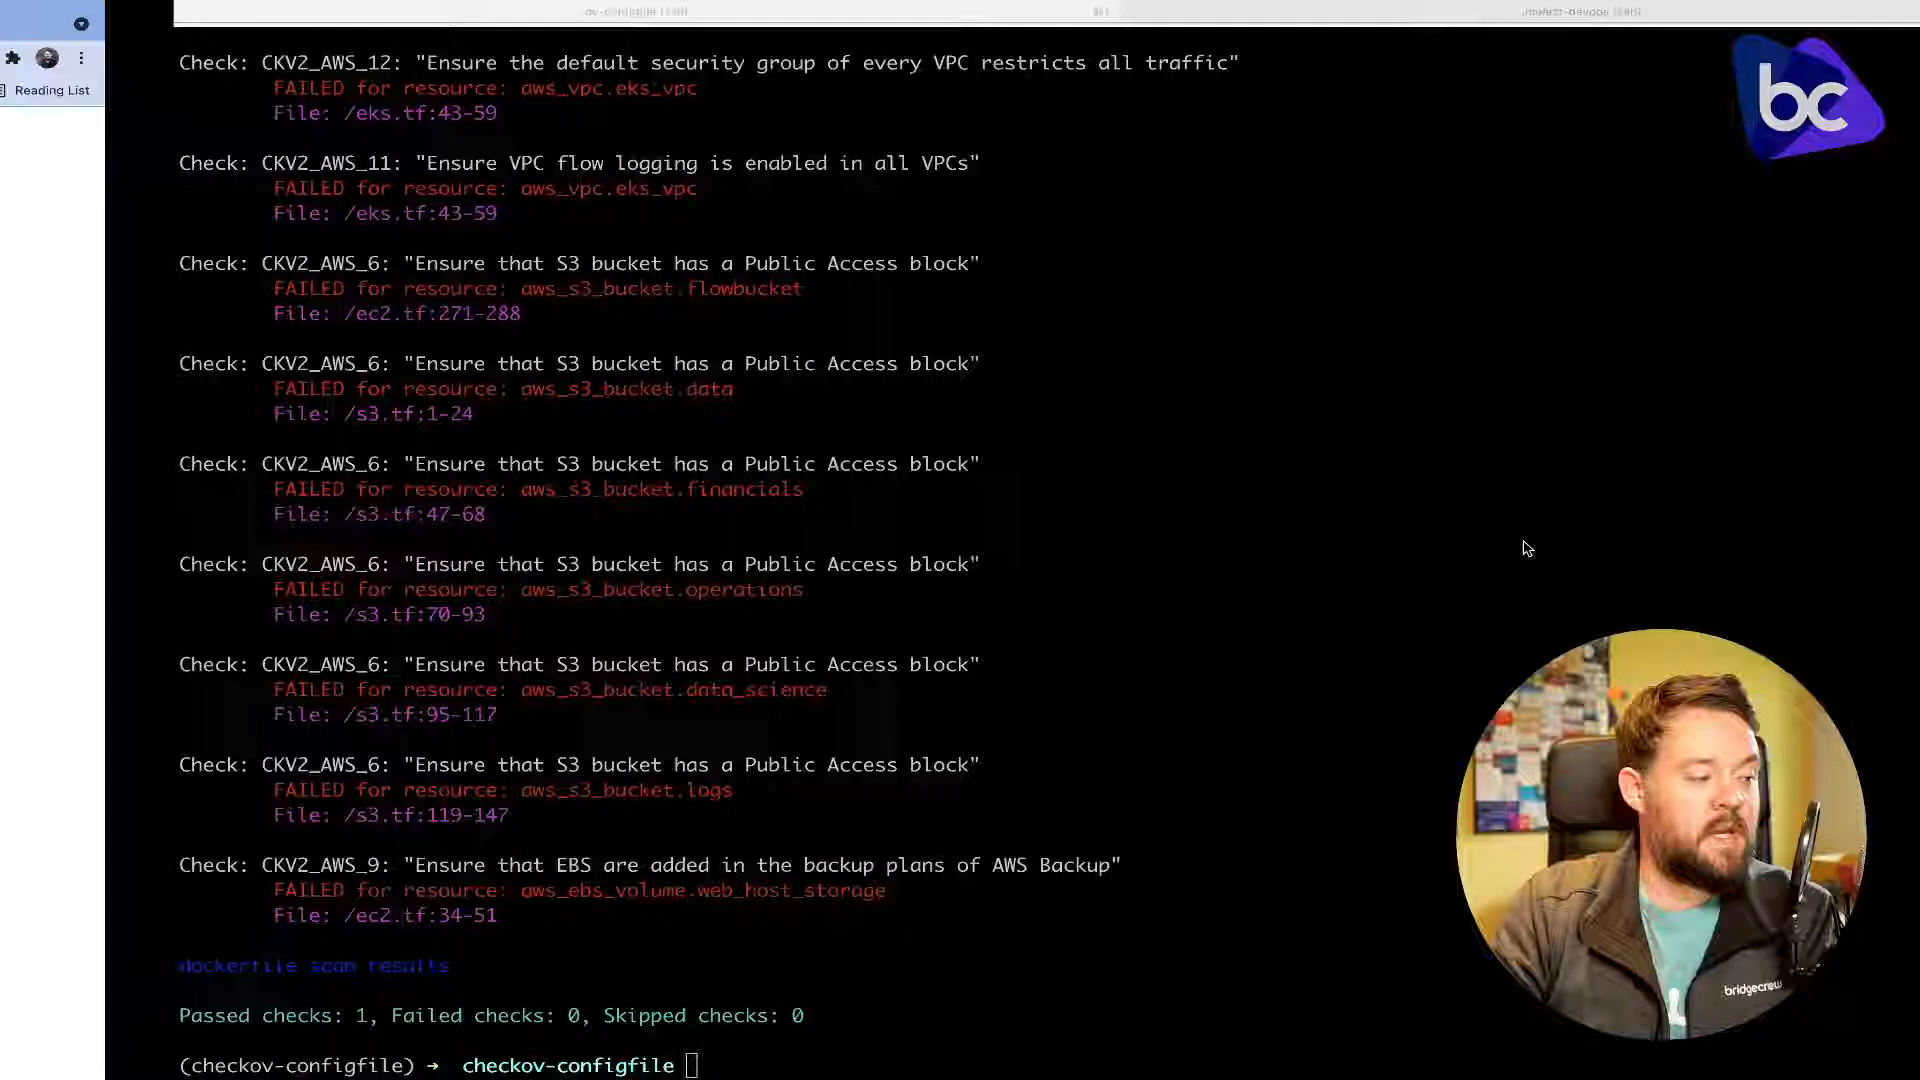 Reading List
bc
Check: CKV2_AWS_12: "Ensure the default security group of every VPC restricts all traffic"
FAILED for resource: aws_vpc.eks_vpc
File: /eks.tf:43-59
Check: CKV2_AWS_11: "Ensure VPC flow logging is enabled in all VPCs"
FAILED for resource: aws_vpc.eks_vpc
File: /eks.tf:43-59
Check: CKV2_AWS_6: "Ensure that S3 bucket has a Public Access block"
FAILED for resource: aws_s3_bucket.flowbucket
File: /ec2.tf:271-288
Check: CKV2_AWS_6: "Ensure that S3 bucket has a Public Access block"
FAILED for resource: aws_s3_bucket.data
File: /s3.tf:1-24
Check: CKV2_AWS_6: "Ensure that S3 bucket has a Public Access block"
FAILED for resource: aws_s3_bucket.financials
File: /s3.tf:47-68
Check: CKV2_AWS_6: "Ensure that S3 bucket has a Public Access block"
FAILED for resource: aws_s3_bucket.operations
File: /s3.tf:70-93
Check: CKV2_AWS_6: "Ensure that S3 bucket has a Public Access block"
FAILED for resource: aws_s3_bucket.data_science
File: /s3.tf:95-117
Check: CKV2_AWS_6: "Ensure that S3 bucket has a Public Access block"
FAILED for resource: aws_s3_bucket.logs
File: /s3.tf:119-147
Check: CKV2_AWS_9: "Ensure that EBS are added in the backup plans of AWS Backup"
FAILED for resource: aws_ebs_volume.web_host_storage
File: /ec2.tf:34-51
dockerfile scan results
Passed checks: 1, Failed checks: 0, Skipped checks: 0
(checkov-configfile) → checkov-configfile
bridgecrew